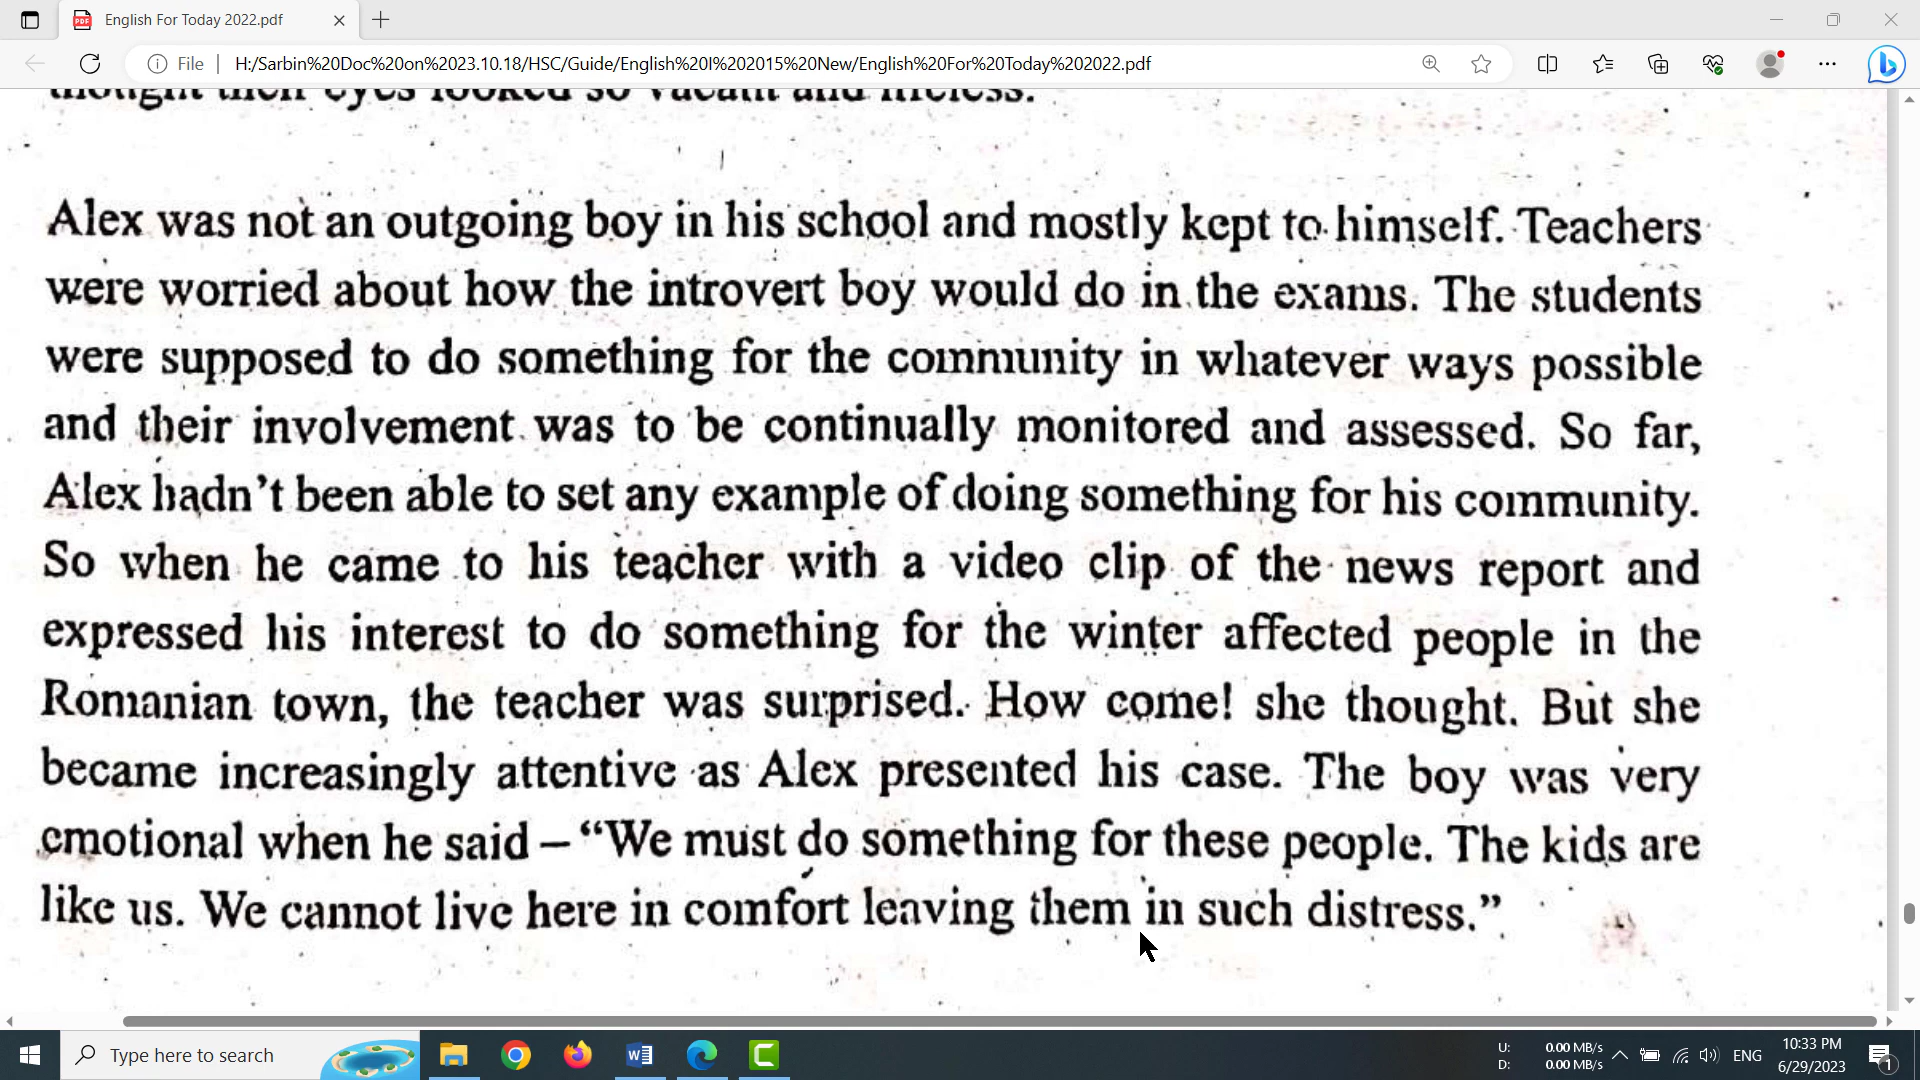 English For Today 2022.pdf
File
H:/Sarbin%20Doc%20on%2023.10.18/HSC/Guide/English%20I%202015%20New/English%20For%20Today%202022.pdf
thought their eyes looked so vacant and lifeless.
Alex was not an outgoing boy in his school and mostly kept to himself. Teachers
were worried about how the introvert boy would do in the exams. The students
were supposed to do something for the community in whatever ways possible
and their involvement was to be continually monitored and assessed. So far,
Alex hadn't been able to set any example of doing something for his community.
So when he came to his teacher with a video clip of the news report and
expressed his interest to do something for the winter affected people in the
Romanian town, the teacher was surprised. How come! she thought. But she
became increasingly attentive as Alex presented his case. The boy was very
emotional when he said – “We must do something for these people. The kids are
like us. We cannot live here in comfort leaving them in such distress.”
Type here to search
U: 0.00 MB/s
D: 0.00 MB/s
ENG
10:33 PM
6/29/2023
1